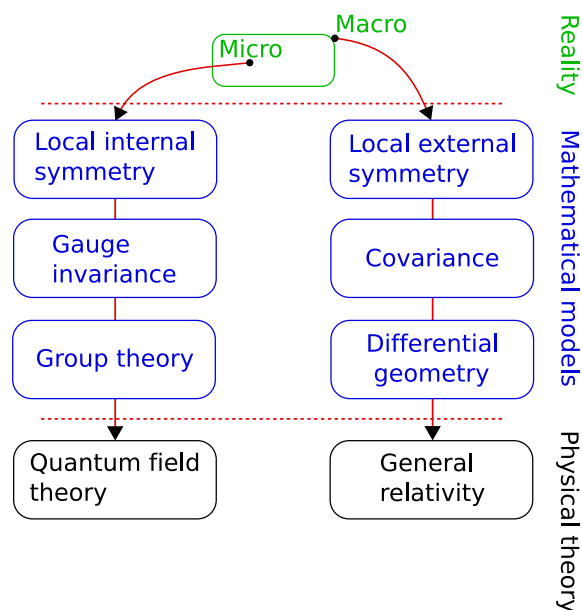 Macro
Micro
Reality
Local internal
symmetry
Local external
symmetry
Gauge
invariance
Covariance
Group theory
Differential
geometry
Mathematical models
Quantum field
theory
General
relativity
Physical theory